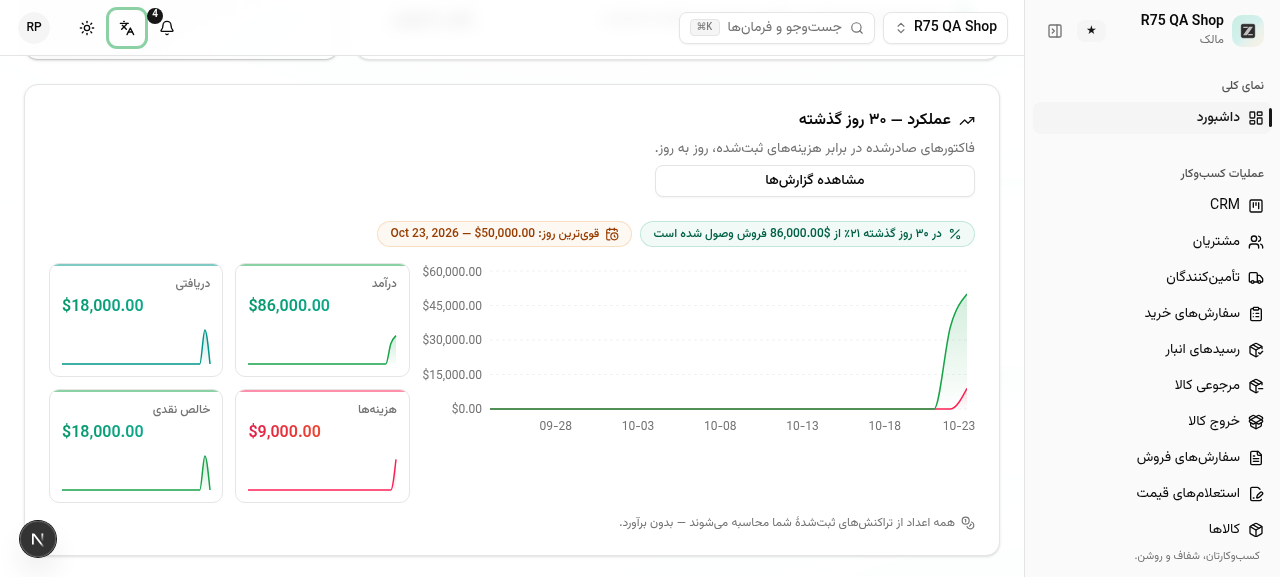 R75 QA Shop
مالک
★
نمای کلی
داشبورد
عملیات کسب‌وکار
CRM
مشتریان
تأمین‌کنندگان
سفارش‌های خرید
رسیدهای انبار
مرجوعی کالا
خروج کالا
سفارش‌های فروش
استعلام‌های قیمت
کالاها
کسب‌وکارتان، شفاف و روشن.
R75 QA Shop
جست‌وجو و فرمان‌ها
⌘K
4
RP
عملکرد — ۳۰ روز گذشته
فاکتورهای صادرشده در برابر هزینه‌های ثبت‌شده، روز به روز.
مشاهده گزارش‌ها
در ۳۰ روز گذشته ۲۱٪ از $86,000.00 فروش وصول شده است
قوی‌ترین روز: Oct 23, 2026 — $50,000.00
$60,000.00
$45,000.00
$30,000.00
$15,000.00
$0.00
09-28
10-03
10-08
10-13
10-18
10-23
درآمد
$86,000.00
دریافتی
$18,000.00
هزینه‌ها
$9,000.00
خالص نقدی
$18,000.00
همه اعداد از تراکنش‌های ثبت‌شدهٔ شما محاسبه می‌شوند — بدون برآورد.
N